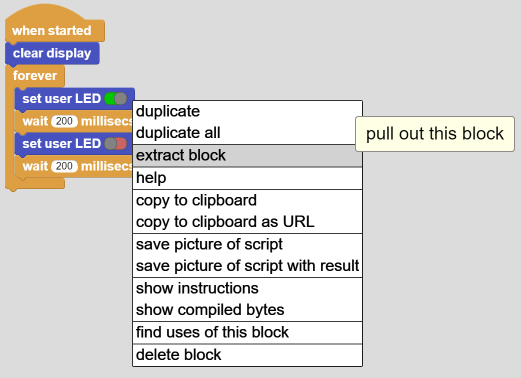 when started
clear display
forever
set user LED
wait 200 millisecs
set user LED
wait 200 millisecs
duplicate
duplicate all
extract block
help
copy to clipboard
copy to clipboard as URL
save picture of script
save picture of script with result
show instructions
show compiled bytes
find uses of this block
delete block
pull out this block